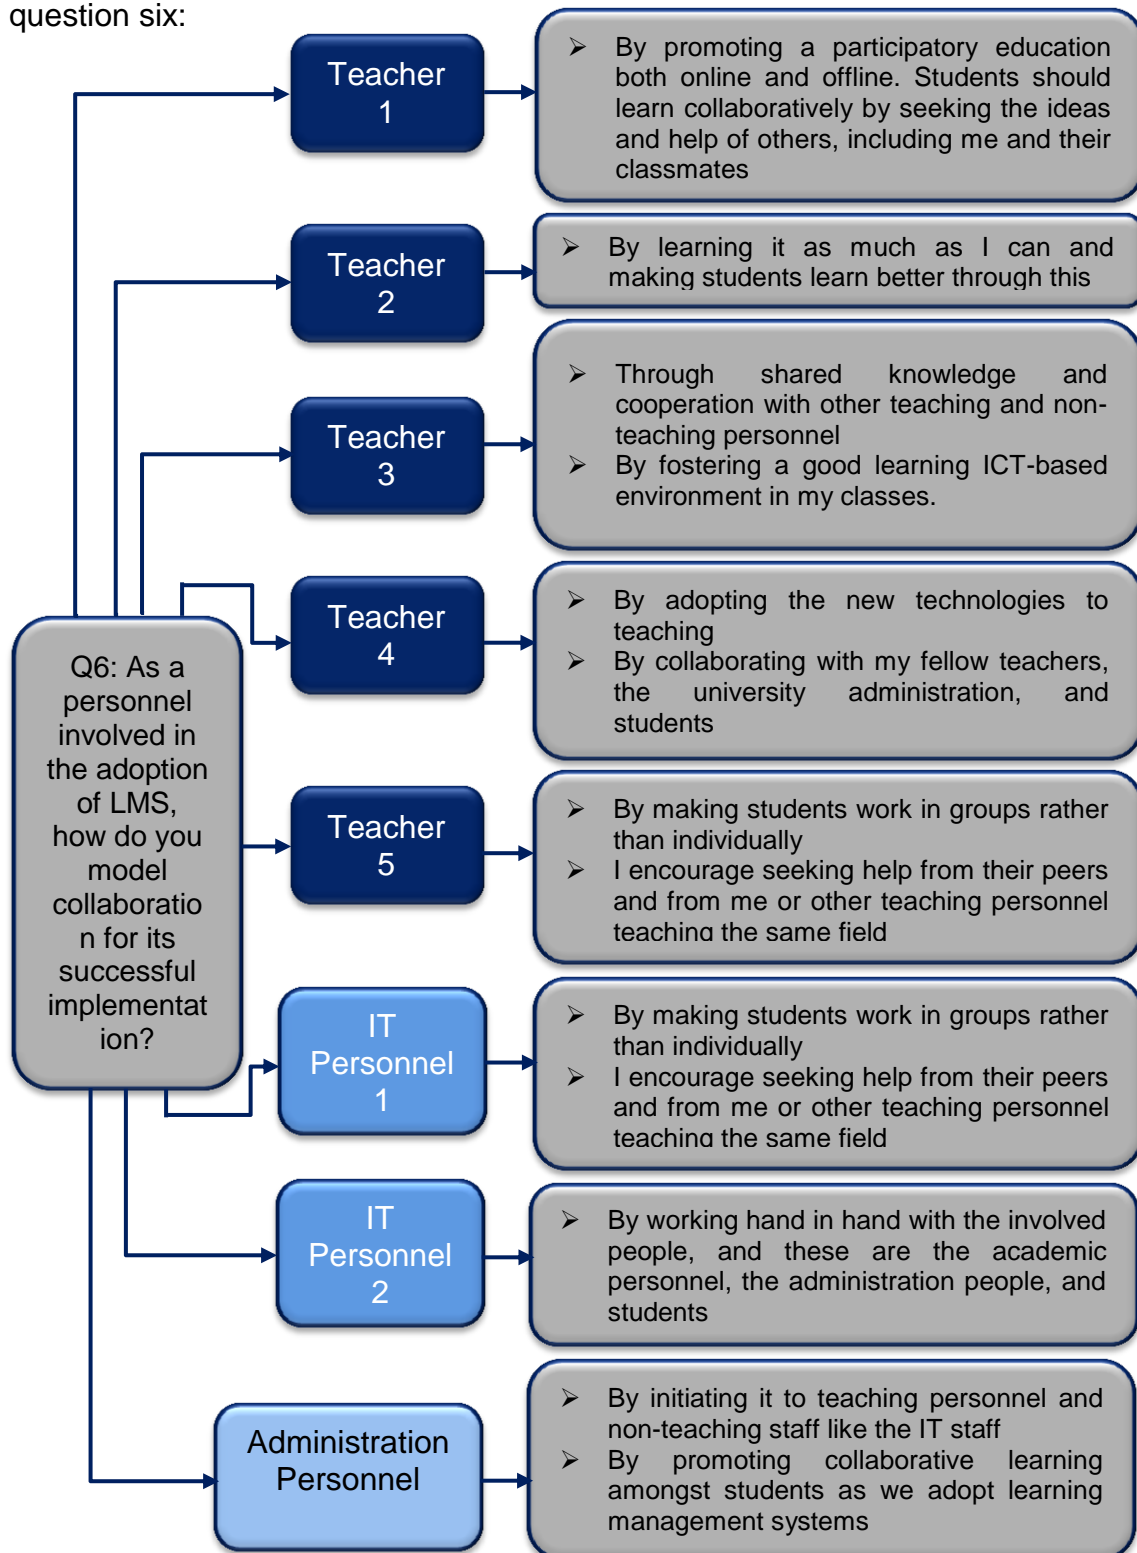 question six:
Teacher
1
➢ By promoting a participatory education
both online and offline. Students should
learn collaboratively by seeking the ideas
and help of others, including me and their
classmates
Teacher
2
➢ By learning it as much as I can and
making students learn better through this
Teacher
3
➢ Through shared knowledge and
cooperation with other teaching and non-
teaching personnel
➢ By fostering a good learning ICT-based
environment in my classes.
Teacher
4
➢ By adopting the new technologies to
teaching
➢ By collaborating with my fellow teachers,
the university administration, and
students
Q6: As a
personnel
involved in
the adoption
of LMS,
how do you
model
collaboratio
n for its
successful
implementat
ion?
Teacher
5
➢ By making students work in groups rather
than individually
➢ I encourage seeking help from their peers
and from me or other teaching personnel
teaching the same field
IT
Personnel
1
➢ By making students work in groups rather
than individually
➢ I encourage seeking help from their peers
and from me or other teaching personnel
teaching the same field
IT
Personnel
2
➢ By working hand in hand with the involved
people, and these are the academic
personnel, the administration people, and
students
Administration
Personnel
➢ By initiating it to teaching personnel and
non-teaching staff like the IT staff
➢ By promoting collaborative learning
amongst students as we adopt learning
management systems